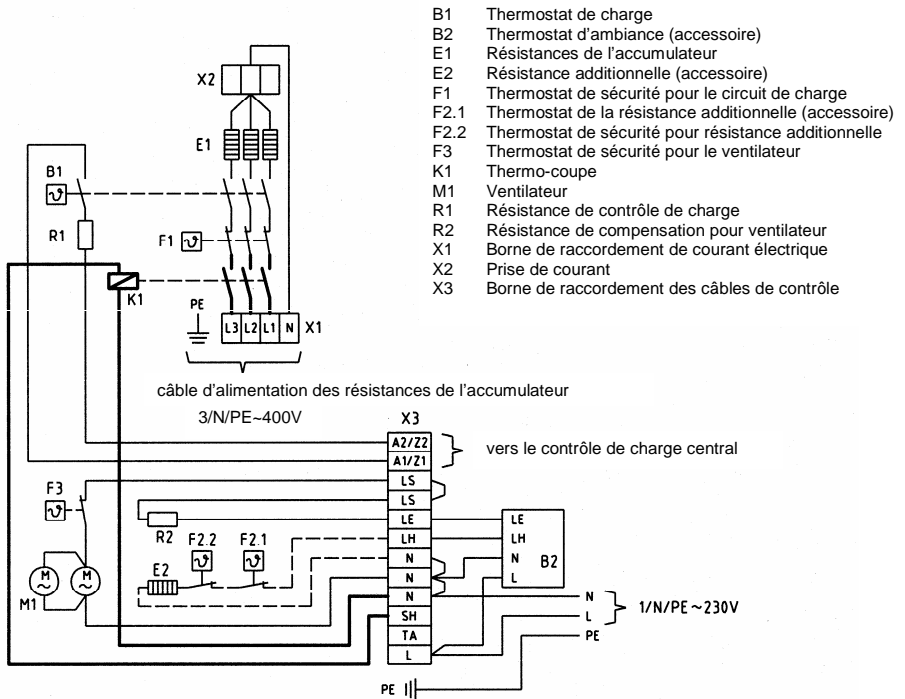 B1 Thermostat de charge
B2 Thermostat d'ambiance (accessoire)
E1 Résistances de l'accumulateur
E2 Résistance additionnelle (accessoire)
F1 Thermostat de sécurité pour le circuit de charge
F2.1 Thermostat de la résistance additionnelle (accessoire)
F2.2 Thermostat de sécurité pour résistance additionnelle
F3 Thermostat de sécurité pour le ventilateur
K1 Thermo-coupe
M1 Ventilateur
R1 Résistance de contrôle de charge
R2 Résistance de compensation pour ventilateur
X1 Borne de raccordement de courant électrique
X2 Prise de courant
X3 Borne de raccordement des câbles de contrôle
X2
E1
B1
ϑ
R1
F1 ϑ
K1
PE
L3 L2 L1 N X1
câble d'alimentation des résistances de l'accumulateur
3/N/PE~400V
X3
A2/Z2
A1/Z1
vers le contrôle de charge central
LS
LS
LE
LH
N
N
N
SH
TA
L
F3
ϑ
R2 F2.2 F2.1
ϑ ϑ
E2
M ~ M ~
M1
LE
LH
N
L
B2
N
L
PE
1/N/PE~230V
PE